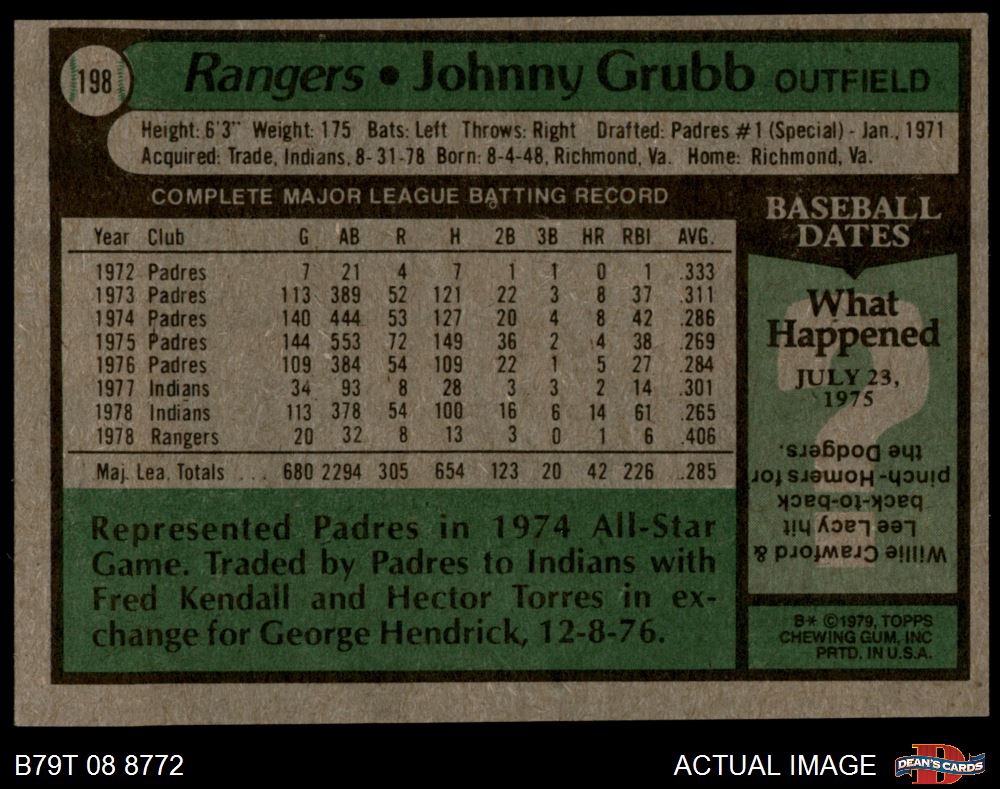 198
Rangers • Johnny Grubb OUTFIELD
Height: 6'3" Weight: 175 Bats: Left Throws: Right Drafted: Padres #1 (Special) - Jan., 1971
Acquired: Trade, Indians, 8-31-78 Born: 8-4-48, Richmond, Va. Home: Richmond, Va.
COMPLETE MAJOR LEAGUE BATTING RECORD
Year Club G AB R H 2B 3B HR RBI AVG.
1972 Padres 7 21 4 7 1 1 0 1 .333
1973 Padres 113 389 52 121 22 3 8 37 .311
1974 Padres 140 444 53 127 20 4 8 42 .286
1975 Padres 144 553 72 149 36 2 4 38 .269
1976 Padres 109 384 54 109 22 1 5 27 .284
1977 Indians 34 93 8 28 3 3 2 14 .301
1978 Indians 113 378 54 100 16 6 14 61 .265
1978 Rangers 20 32 8 13 3 0 1 6 .406
Maj. Lea. Totals ... 680 2294 305 654 123 20 42 226 .285
Represented Padres in 1974 All-Star
Game. Traded by Padres to Indians with
Fred Kendall and Hector Torres in ex-
change for George Hendrick, 12-8-76.
BASEBALL
DATES
What
Happened
JULY 23,
1975
?
Willie Crawford &
Lee Lacy hit
back-to-back
pinch-Homers for
the Dodgers.
B* ©1979, TOPPS
CHEWING GUM, INC
PRTD. IN U.S.A.
B79T 08 8772
ACTUAL IMAGE
D
DEAN'S CARDS